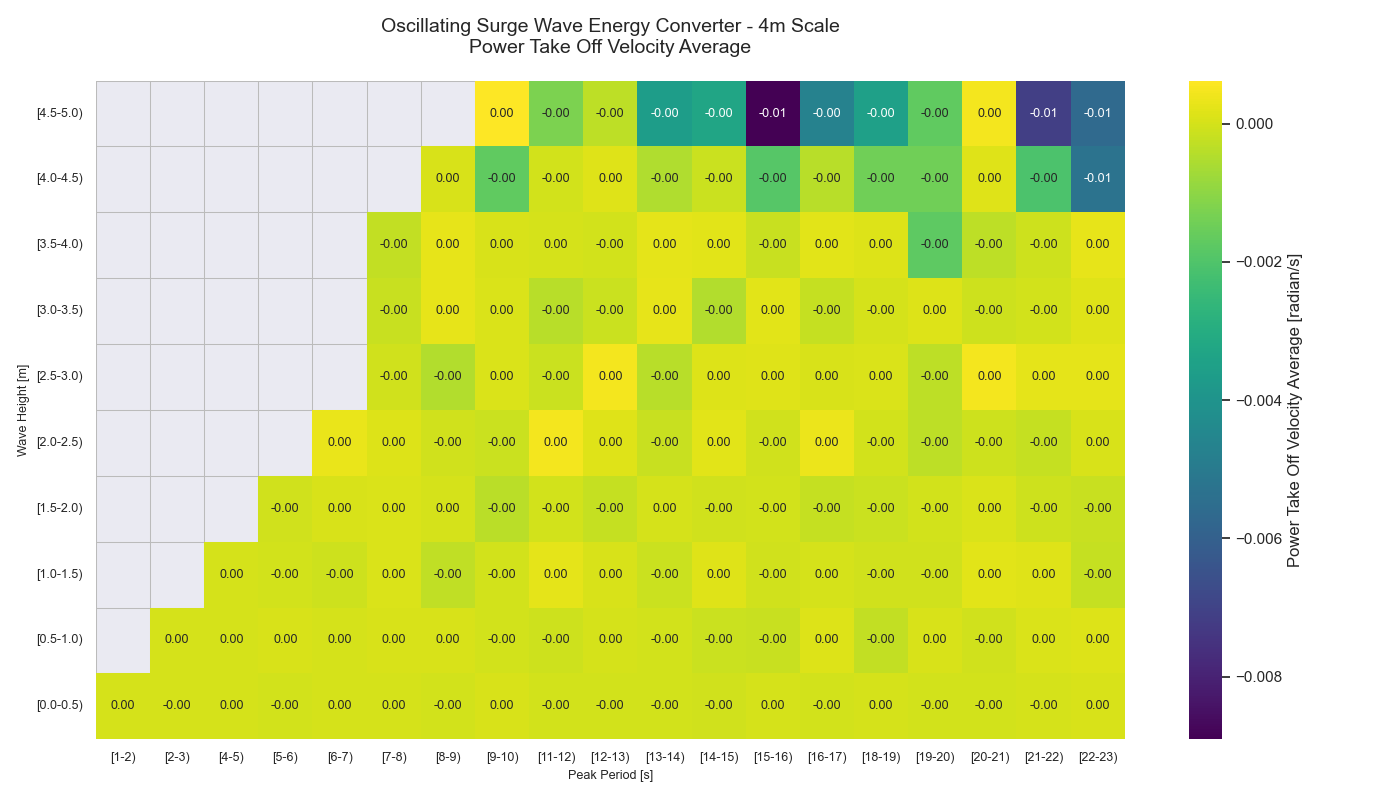 Oscillating Surge Wave Energy Converter - 4m Scale
Power Take Off Velocity Average
[4.5-5.0) 0.00 -0.00 -0.00 -0.00 -0.00 -0.01 -0.00 -0.00 -0.00 0.00 -0.01 -0.01
[4.0-4.5) 0.00 -0.00 -0.00 0.00 -0.00 -0.00 -0.00 -0.00 -0.00 -0.00 0.00 -0.00 -0.01
[3.5-4.0) -0.00 0.00 0.00 0.00 -0.00 0.00 0.00 -0.00 0.00 0.00 -0.00 -0.00 -0.00 0.00
[3.0-3.5) -0.00 0.00 0.00 -0.00 -0.00 0.00 -0.00 0.00 -0.00 -0.00 0.00 -0.00 -0.00 0.00
[2.5-3.0) -0.00 -0.00 0.00 -0.00 0.00 -0.00 0.00 0.00 0.00 0.00 -0.00 0.00 0.00 0.00
[2.0-2.5) 0.00 0.00 -0.00 -0.00 0.00 0.00 -0.00 0.00 -0.00 0.00 -0.00 -0.00 -0.00 -0.00 0.00
[1.5-2.0) -0.00 0.00 0.00 0.00 -0.00 -0.00 -0.00 0.00 -0.00 -0.00 -0.00 -0.00 -0.00 0.00 -0.00 -0.00
[1.0-1.5) 0.00 -0.00 -0.00 0.00 -0.00 -0.00 0.00 0.00 -0.00 0.00 -0.00 0.00 -0.00 -0.00 0.00 0.00 -0.00
[0.5-1.0) 0.00 0.00 0.00 0.00 0.00 0.00 -0.00 -0.00 0.00 -0.00 -0.00 -0.00 0.00 -0.00 0.00 -0.00 0.00 0.00
[0.0-0.5) 0.00 -0.00 0.00 -0.00 0.00 0.00 -0.00 0.00 -0.00 0.00 0.00 -0.00 0.00 -0.00 0.00 -0.00 0.00 -0.00 0.00
[1-2) [2-3) [4-5) [5-6) [6-7) [7-8) [8-9) [9-10) [11-12) [12-13) [13-14) [14-15) [15-16) [16-17) [18-19) [19-20) [20-21) [21-22) [22-23)
Peak Period [s]
Wave Height [m]
0.000
−0.002
−0.004
−0.006
−0.008
Power Take Off Velocity Average [radian/s]